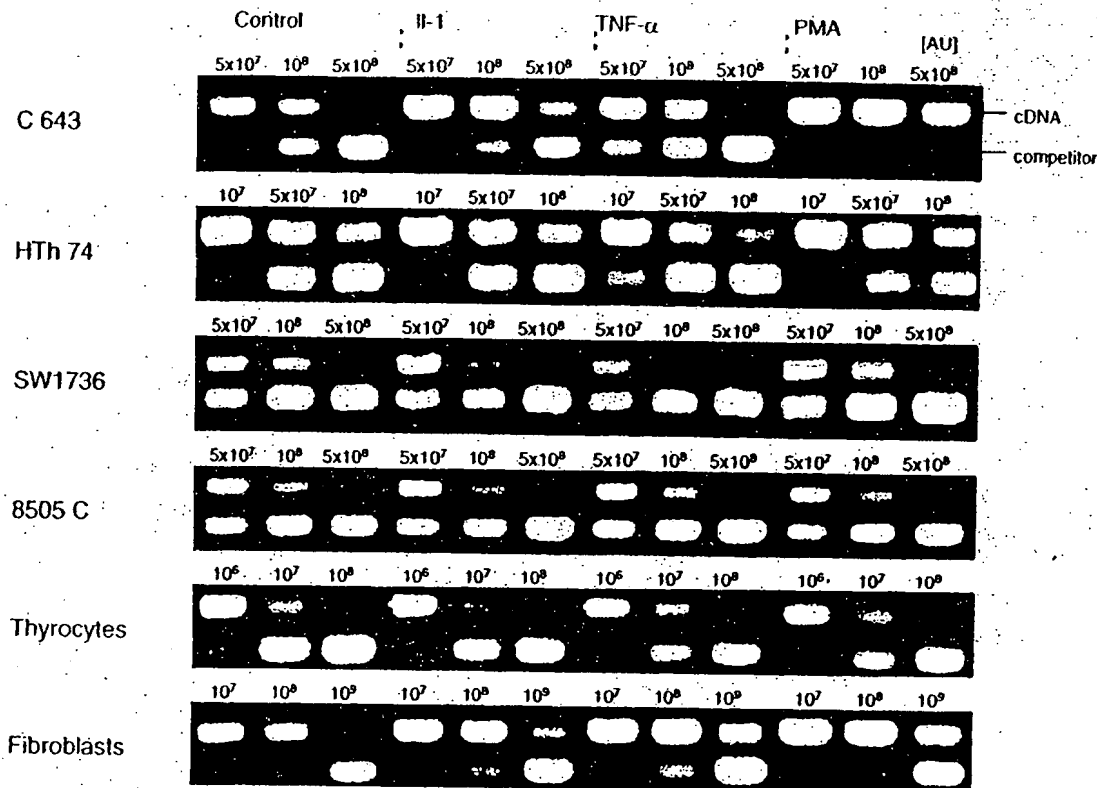 Control Il-1 TNF-α PMA [AU]
5x10⁷ 10⁸ 5x10⁸ 5x10⁷ 10⁸ 5x10⁸ 5x10⁷ 10⁸ 5x10⁸ 5x10⁷ 10⁸ 5x10⁸
C 643
cDNA
competitor
10⁷ 5x10⁷ 10⁸ 10⁷ 5x10⁷ 10⁸ 10⁷ 5x10⁷ 10⁸ 10⁷ 5x10⁷ 10⁸
HTh 74
5x10⁷ 10⁸ 5x10⁸ 5x10⁷ 10⁸ 5x10⁸ 5x10⁷ 10⁸ 5x10⁸ 5x10⁷ 10⁸ 5x10⁸
SW1736
5x10⁷ 10⁸ 5x10⁸ 5x10⁷ 10⁸ 5x10⁸ 5x10⁷ 10⁸ 5x10⁸ 5x10⁷ 10⁸ 5x10⁸
8505 C
10⁶ 10⁷ 10⁸ 10⁶ 10⁷ 10⁸ 10⁶ 10⁷ 10⁸ 10⁶ 10⁷ 10⁸
Thyrocytes
10⁷ 10⁸ 10⁹ 10⁷ 10⁸ 10⁹ 10⁷ 10⁸ 10⁹ 10⁷ 10⁸ 10⁹
Fibroblasts